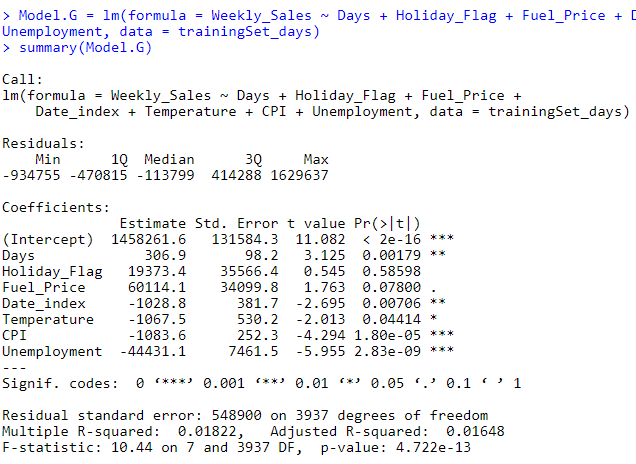 > Model.G = lm(formula = Weekly_Sales ~ Days + Holiday_Flag + Fuel_Price + D
Unemployment, data = trainingSet_days)
> summary(Model.G)
Call:
lm(formula = Weekly_Sales ~ Days + Holiday_Flag + Fuel_Price +
    Date_index + Temperature + CPI + Unemployment, data = trainingSet_days)
Residuals:
    Min      1Q  Median      3Q     Max
-934755 -470815 -113799  414288 1629637
Coefficients:
              Estimate Std. Error t value Pr(>|t|)
(Intercept)  1458261.6   131584.3  11.082  < 2e-16 ***
Days             306.9       98.2   3.125  0.00179 **
Holiday_Flag   19373.4    35566.4   0.545  0.58598
Fuel_Price     60114.1    34099.8   1.763  0.07800 .
Date_index     -1028.8      381.7  -2.695  0.00706 **
Temperature    -1067.5      530.2  -2.013  0.04414 *
CPI            -1083.6      252.3  -4.294 1.80e-05 ***
Unemployment  -44431.1     7461.5  -5.955 2.83e-09 ***
---
Signif. codes:  0 ‘***’ 0.001 ‘**’ 0.01 ‘*’ 0.05 ‘.’ 0.1 ‘ ’ 1
Residual standard error: 548900 on 3937 degrees of freedom
Multiple R-squared:  0.01822,	Adjusted R-squared:  0.01648
F-statistic: 10.44 on 7 and 3937 DF,  p-value: 4.722e-13